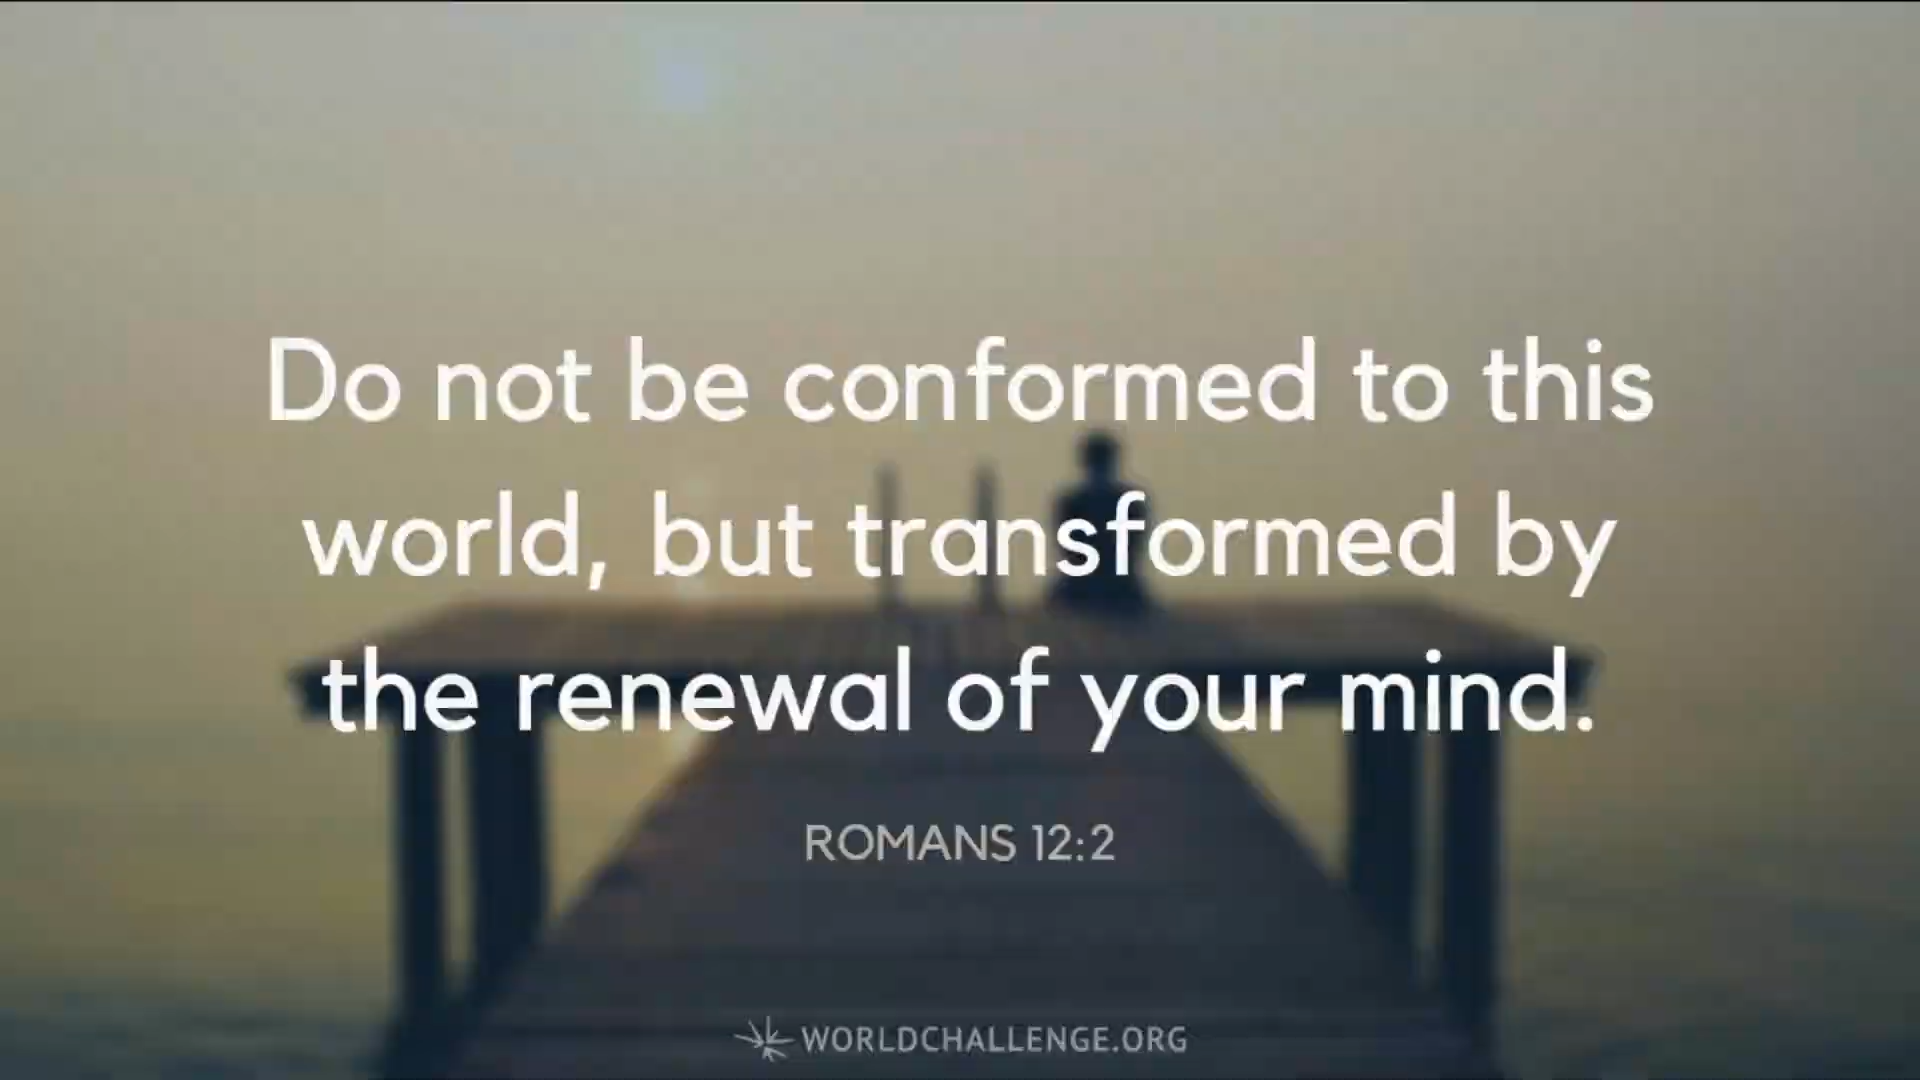 Do not be conformed to this
world, but transformed by
the renewal of your mind.
ROMANS 12:2
WORLDCHALLENGE.ORG